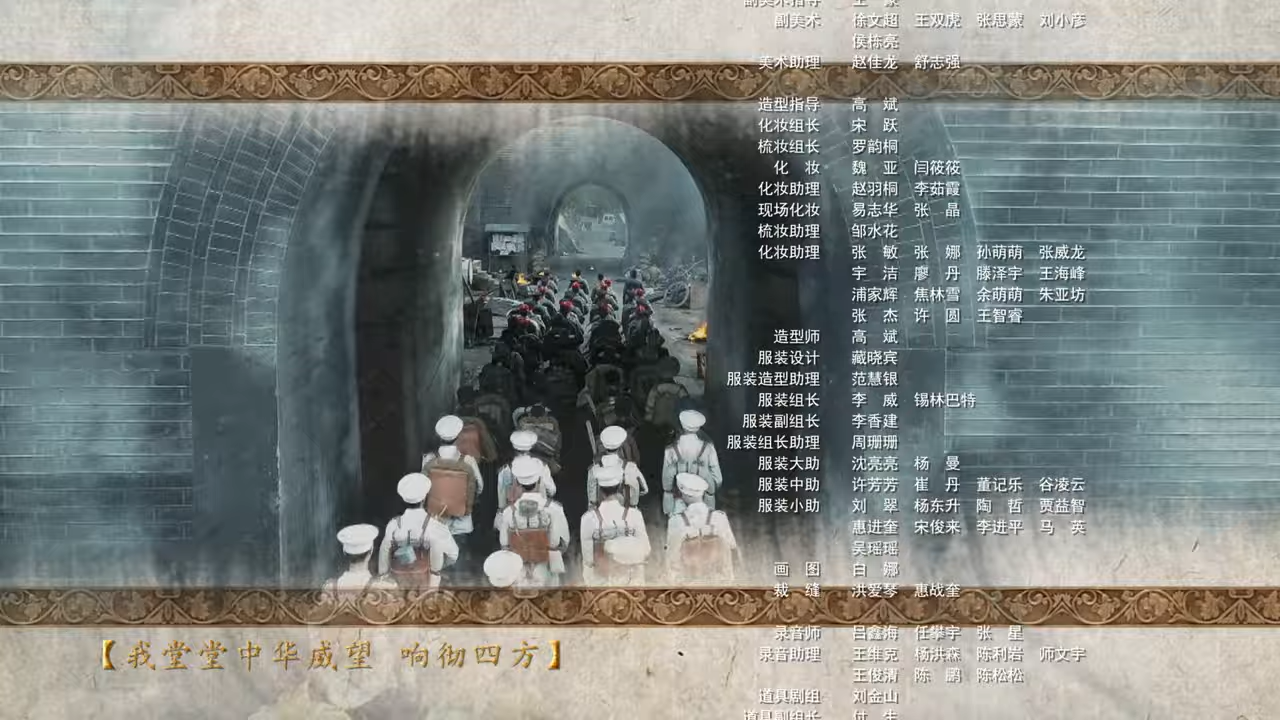 副美术　徐文超　王双虎　张思蒙　刘小彦
侯栋亮
美术助理　赵佳龙　舒志强
造型指导　高　斌
化妆组长　宋　跃
梳妆组长　罗韵桐
化　妆　魏　亚　闫筱筱
化妆助理　赵羽桐　李茹霞
现场化妆　易志华　张　晶
梳妆助理　邹水花
化妆助理　张　敏　张　娜　孙萌萌　张威龙
宇　洁　廖　丹　滕泽宇　王海峰
浦家辉　焦林雪　余萌萌　朱亚坊
张　杰　许　圆　王智睿
造型师　高　斌
服装设计　藏晓宾
服装造型助理　范慧银
服装组长　李　威　锡林巴特
服装副组长　李香建
服装组长助理　周珊珊
服装大助　沈亮亮　杨　曼
服装中助　许芳芳　崔　丹　董记乐　谷凌云
服装小助　刘　翠　杨东升　陶　哲　贾益智
惠进奎　宋俊来　李进平　马　英
吴瑶瑶
画　图　白　娜
裁　缝　洪爱琴　惠战奎
录音师　吕鑫海　任攀宇　张　星
录音助理　王维克　杨洪森　陈利岩　师文宇
王俊清　陈　鹏　陈松松
道具剧组　刘金山
【我堂堂中华威望　响彻四方】